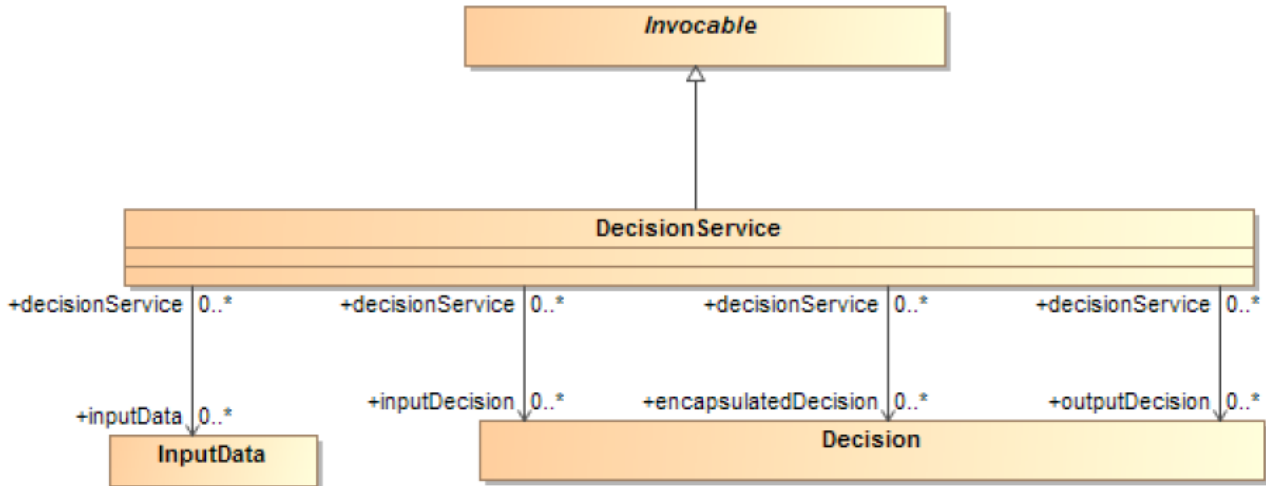 Invocable
DecisionService
+decisionService 0..* +decisionService 0..* +decisionService 0..* +decisionService 0..*
+inputData 0..* +inputDecision 0..* +encapsulatedDecision 0..* +outputDecision 0..*
InputData
Decision